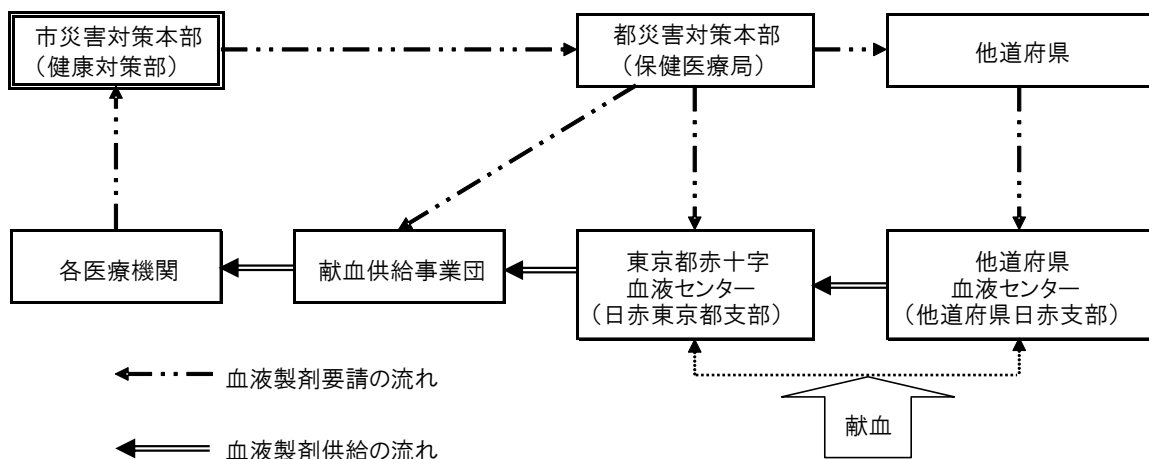 市災害対策本部
（健康対策部）
都災害対策本部
（保健医療局）
他道府県
各医療機関
献血供給事業団
東京都赤十字
血液センター
（日赤東京都支部）
他道府県
血液センター
（他道府県日赤支部）
血液製剤要請の流れ
献血
血液製剤供給の流れ